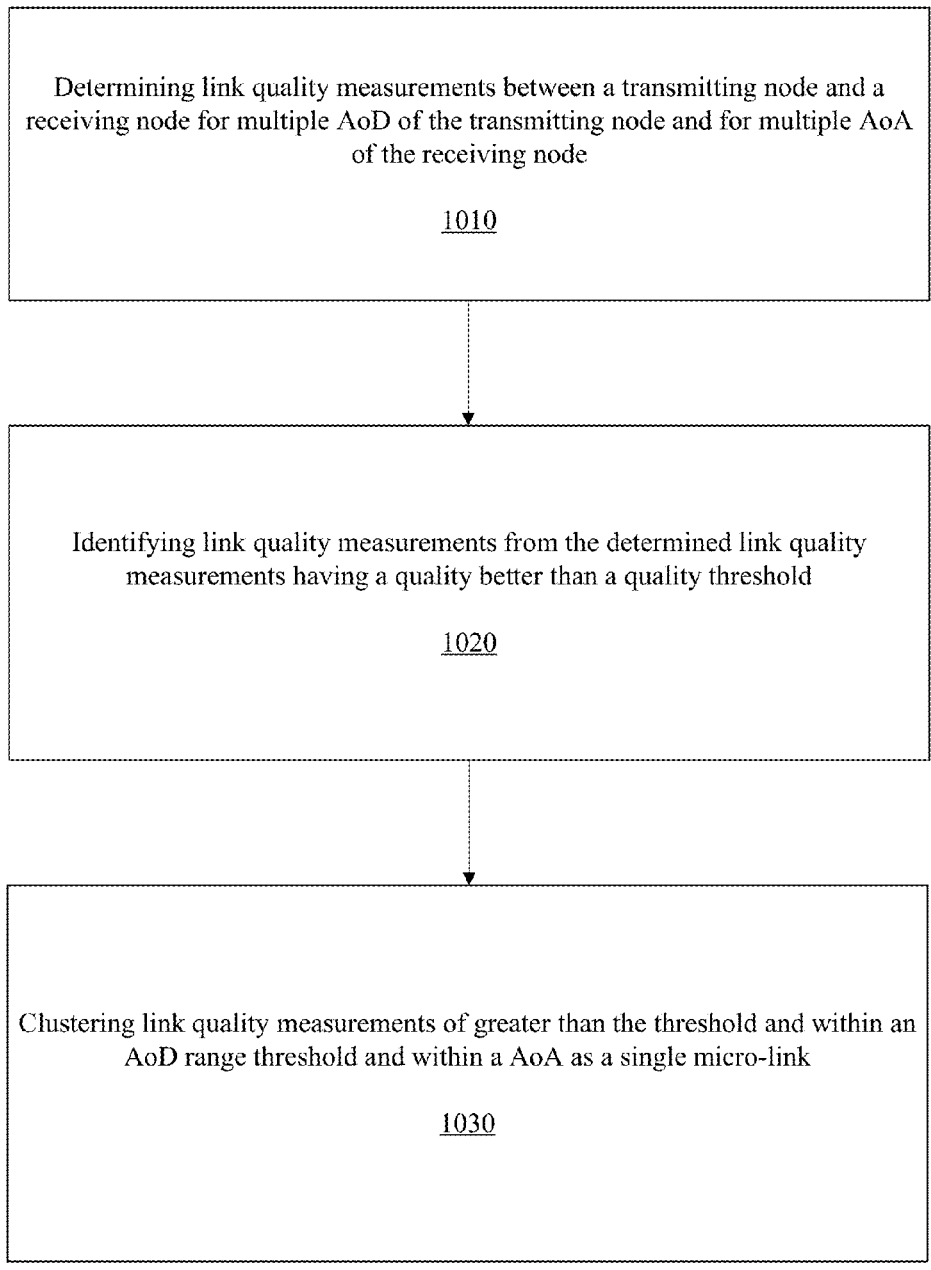 Determining link quality measurements between a transmitting node and a
receiving node for multiple AoD of the transmitting node and for multiple AoA
of the receiving node
1010
Identifying link quality measurements from the determined link quality
measurements having a quality better than a quality threshold
1020
Clustering link quality measurements of greater than the threshold and within an
AoD range threshold and within a AoA as a single micro-link
1030